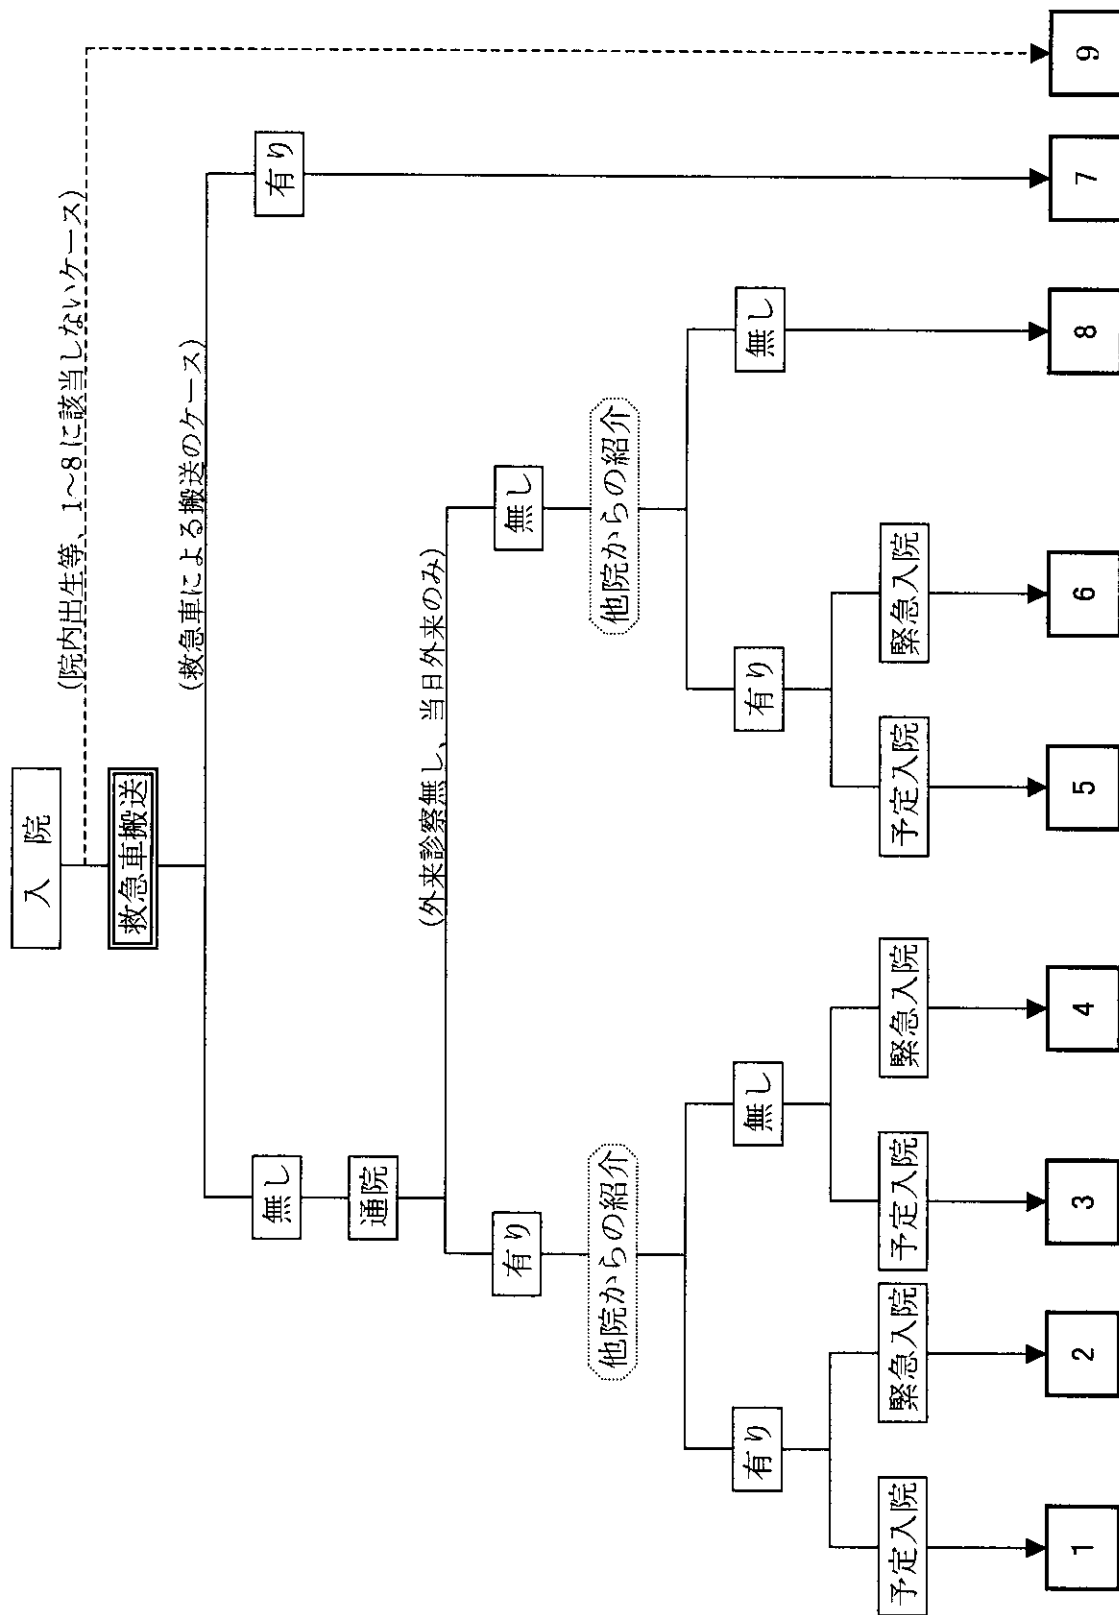 入 院
(院内出生等、1～8に該当しないケース)
救急車搬送
(救急車による搬送のケース)
無し
有り
通院
(外来診察無し、当日外来のみ)
有り
無し
他院からの紹介
他院からの紹介
有り
無し
有り
無し
予定入院
緊急入院
予定入院
緊急入院
予定入院
緊急入院
1
2
3
4
5
6
8
7
9